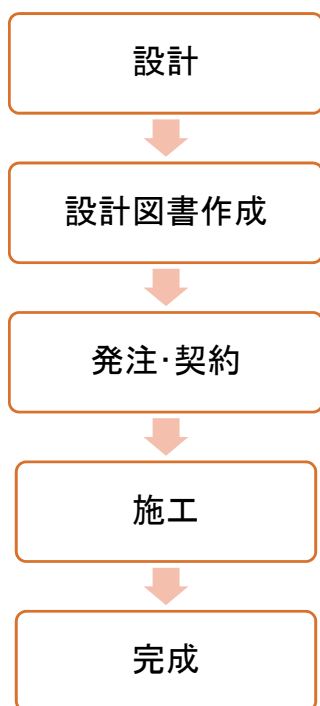 設計
設計図書作成
発注・契約
施工
完成